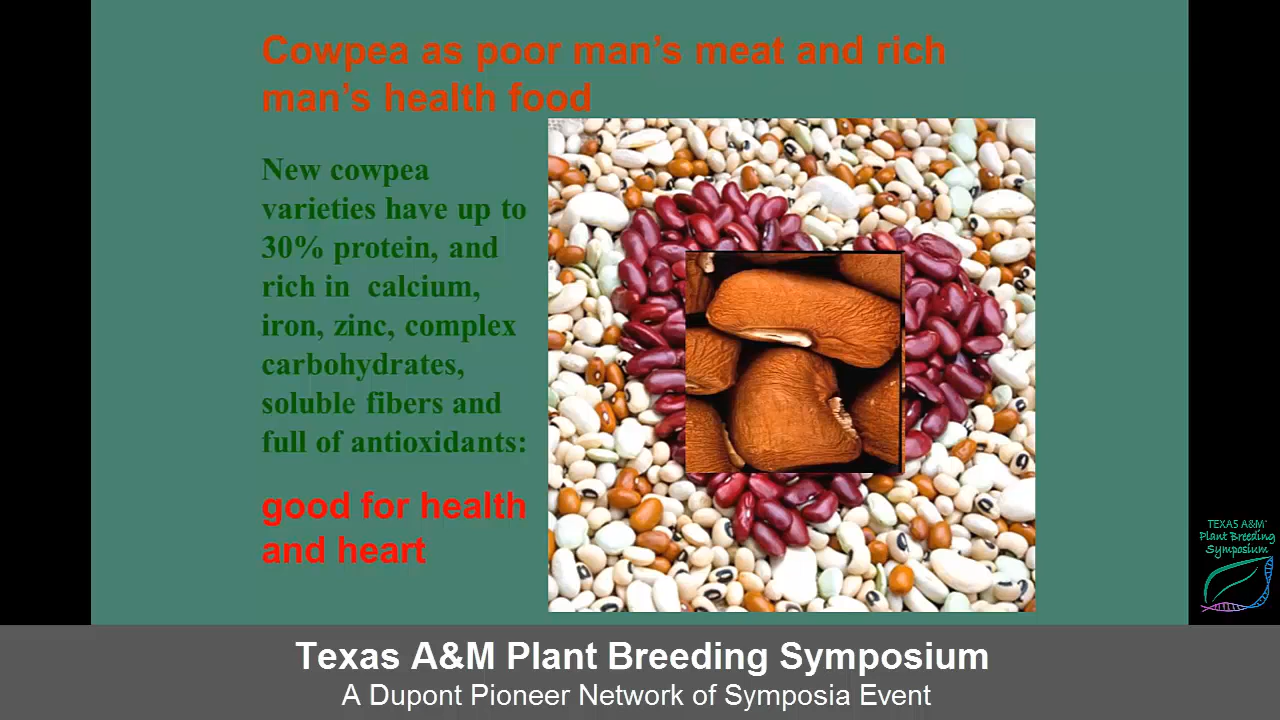 Cowpea as poor man's meat and rich
man's health food
New cowpea
varieties have up to
30% protein, and
rich in calcium,
iron, zinc, complex
carbohydrates,
soluble fibers and
full of antioxidants:
good for health
and heart
TEXAS A&M
Plant Breeding
Symposium
Texas A&M Plant Breeding Symposium
A Dupont Pioneer Network of Symposia Event